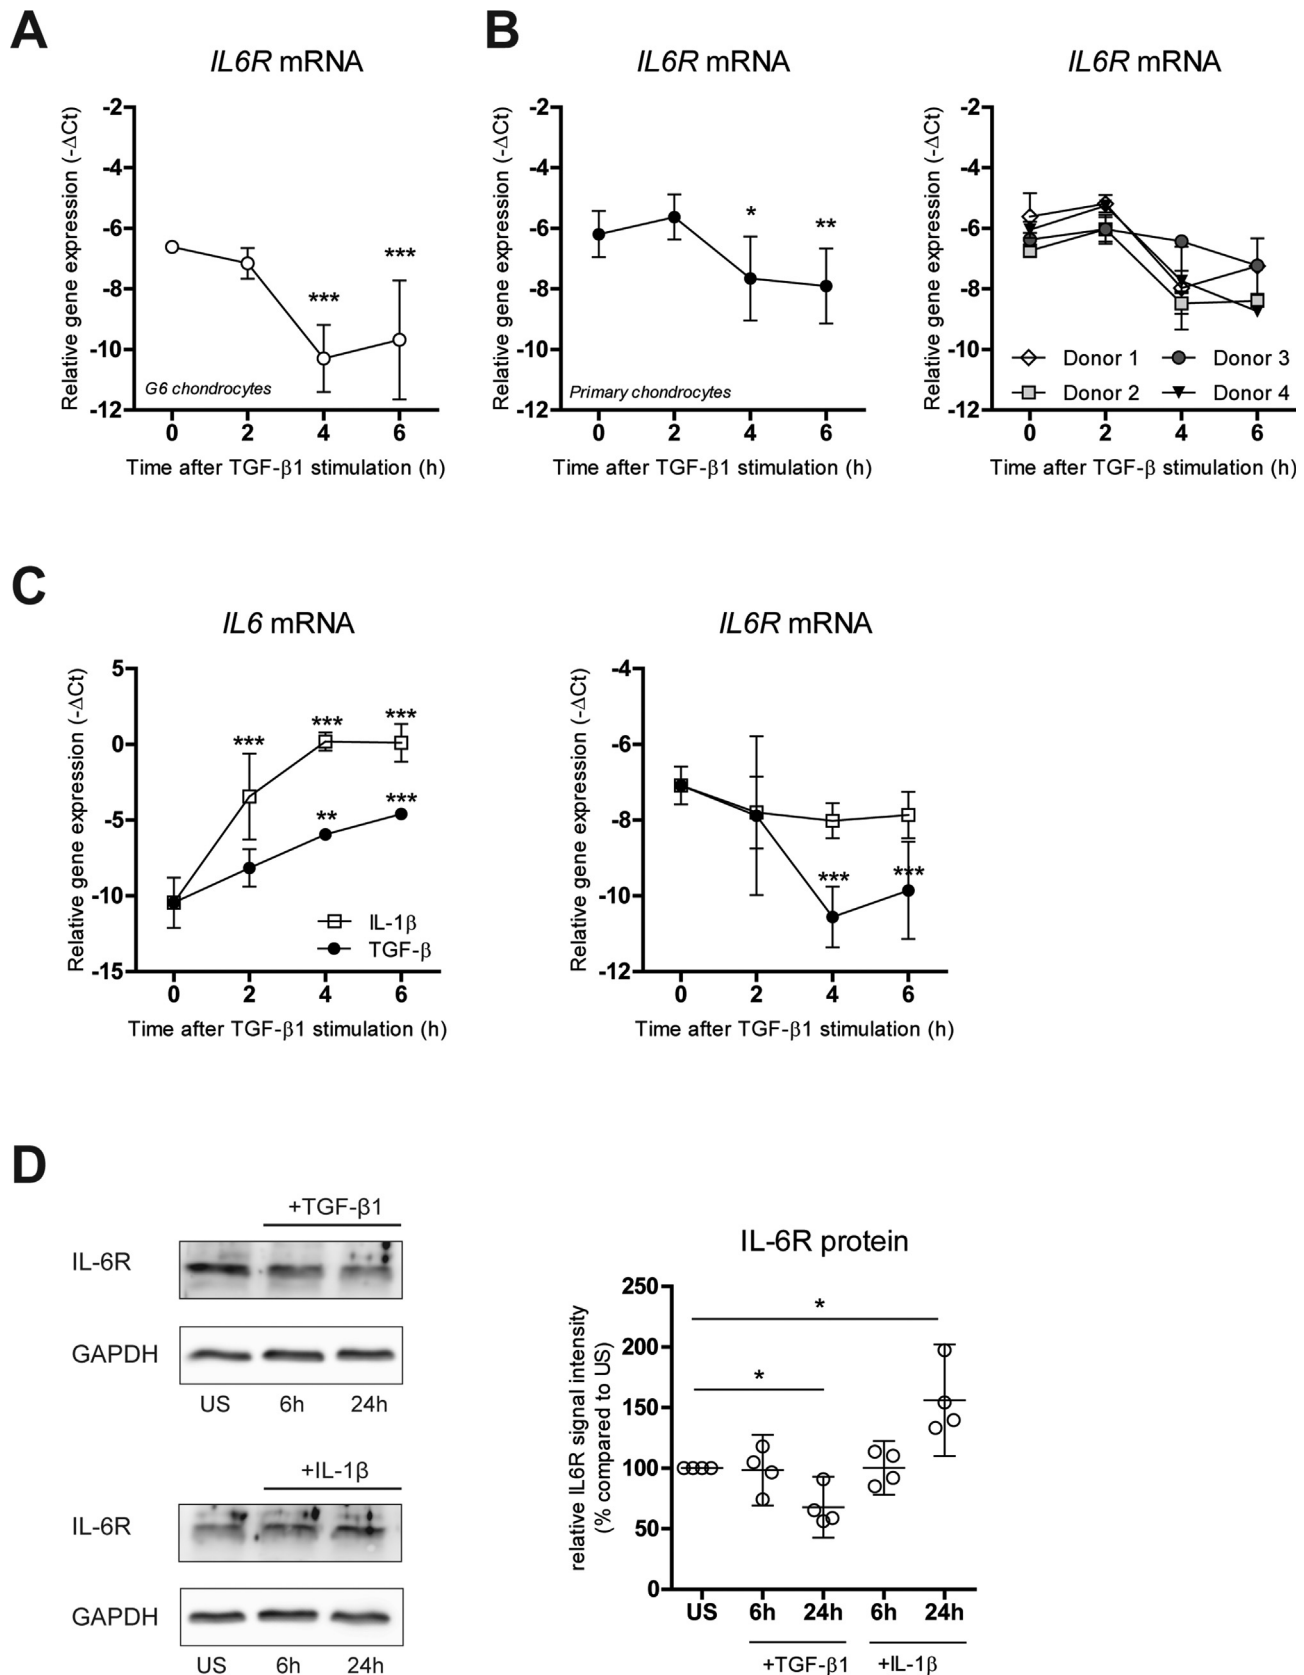 A
IL6R mRNA
Relative gene expression (-ΔCt)
-2
-4
-6
-8
-10
-12
***
***
G6 chondrocytes
0 2 4 6
Time after TGF-β1 stimulation (h)
B
IL6R mRNA
Relative gene expression (-ΔCt)
-2
-4
-6
-8
-10
-12
*
**
Primary chondrocytes
0 2 4 6
Time after TGF-β1 stimulation (h)
IL6R mRNA
Relative gene expression (-ΔCt)
-2
-4
-6
-8
-10
-12
Donor 1 Donor 3
Donor 2 Donor 4
0 2 4 6
Time after TGF-β stimulation (h)
C
IL6 mRNA
Relative gene expression (-ΔCt)
5
0
-5
-10
-15
***
***
***
**
***
IL-1β
TGF-β
0 2 4 6
Time after TGF-β1 stimulation (h)
IL6R mRNA
Relative gene expression (-ΔCt)
-4
-6
-8
-10
-12
***
***
0 2 4 6
Time after TGF-β1 stimulation (h)
D
+TGF-β1
IL-6R
GAPDH
US 6h 24h
+IL-1β
IL-6R
GAPDH
US 6h 24h
IL-6R protein
relative IL6R signal intensity
(% compared to US)
250
200
150
100
50
0
*
*
US 6h 24h 6h 24h
+TGF-β1 +IL-1β